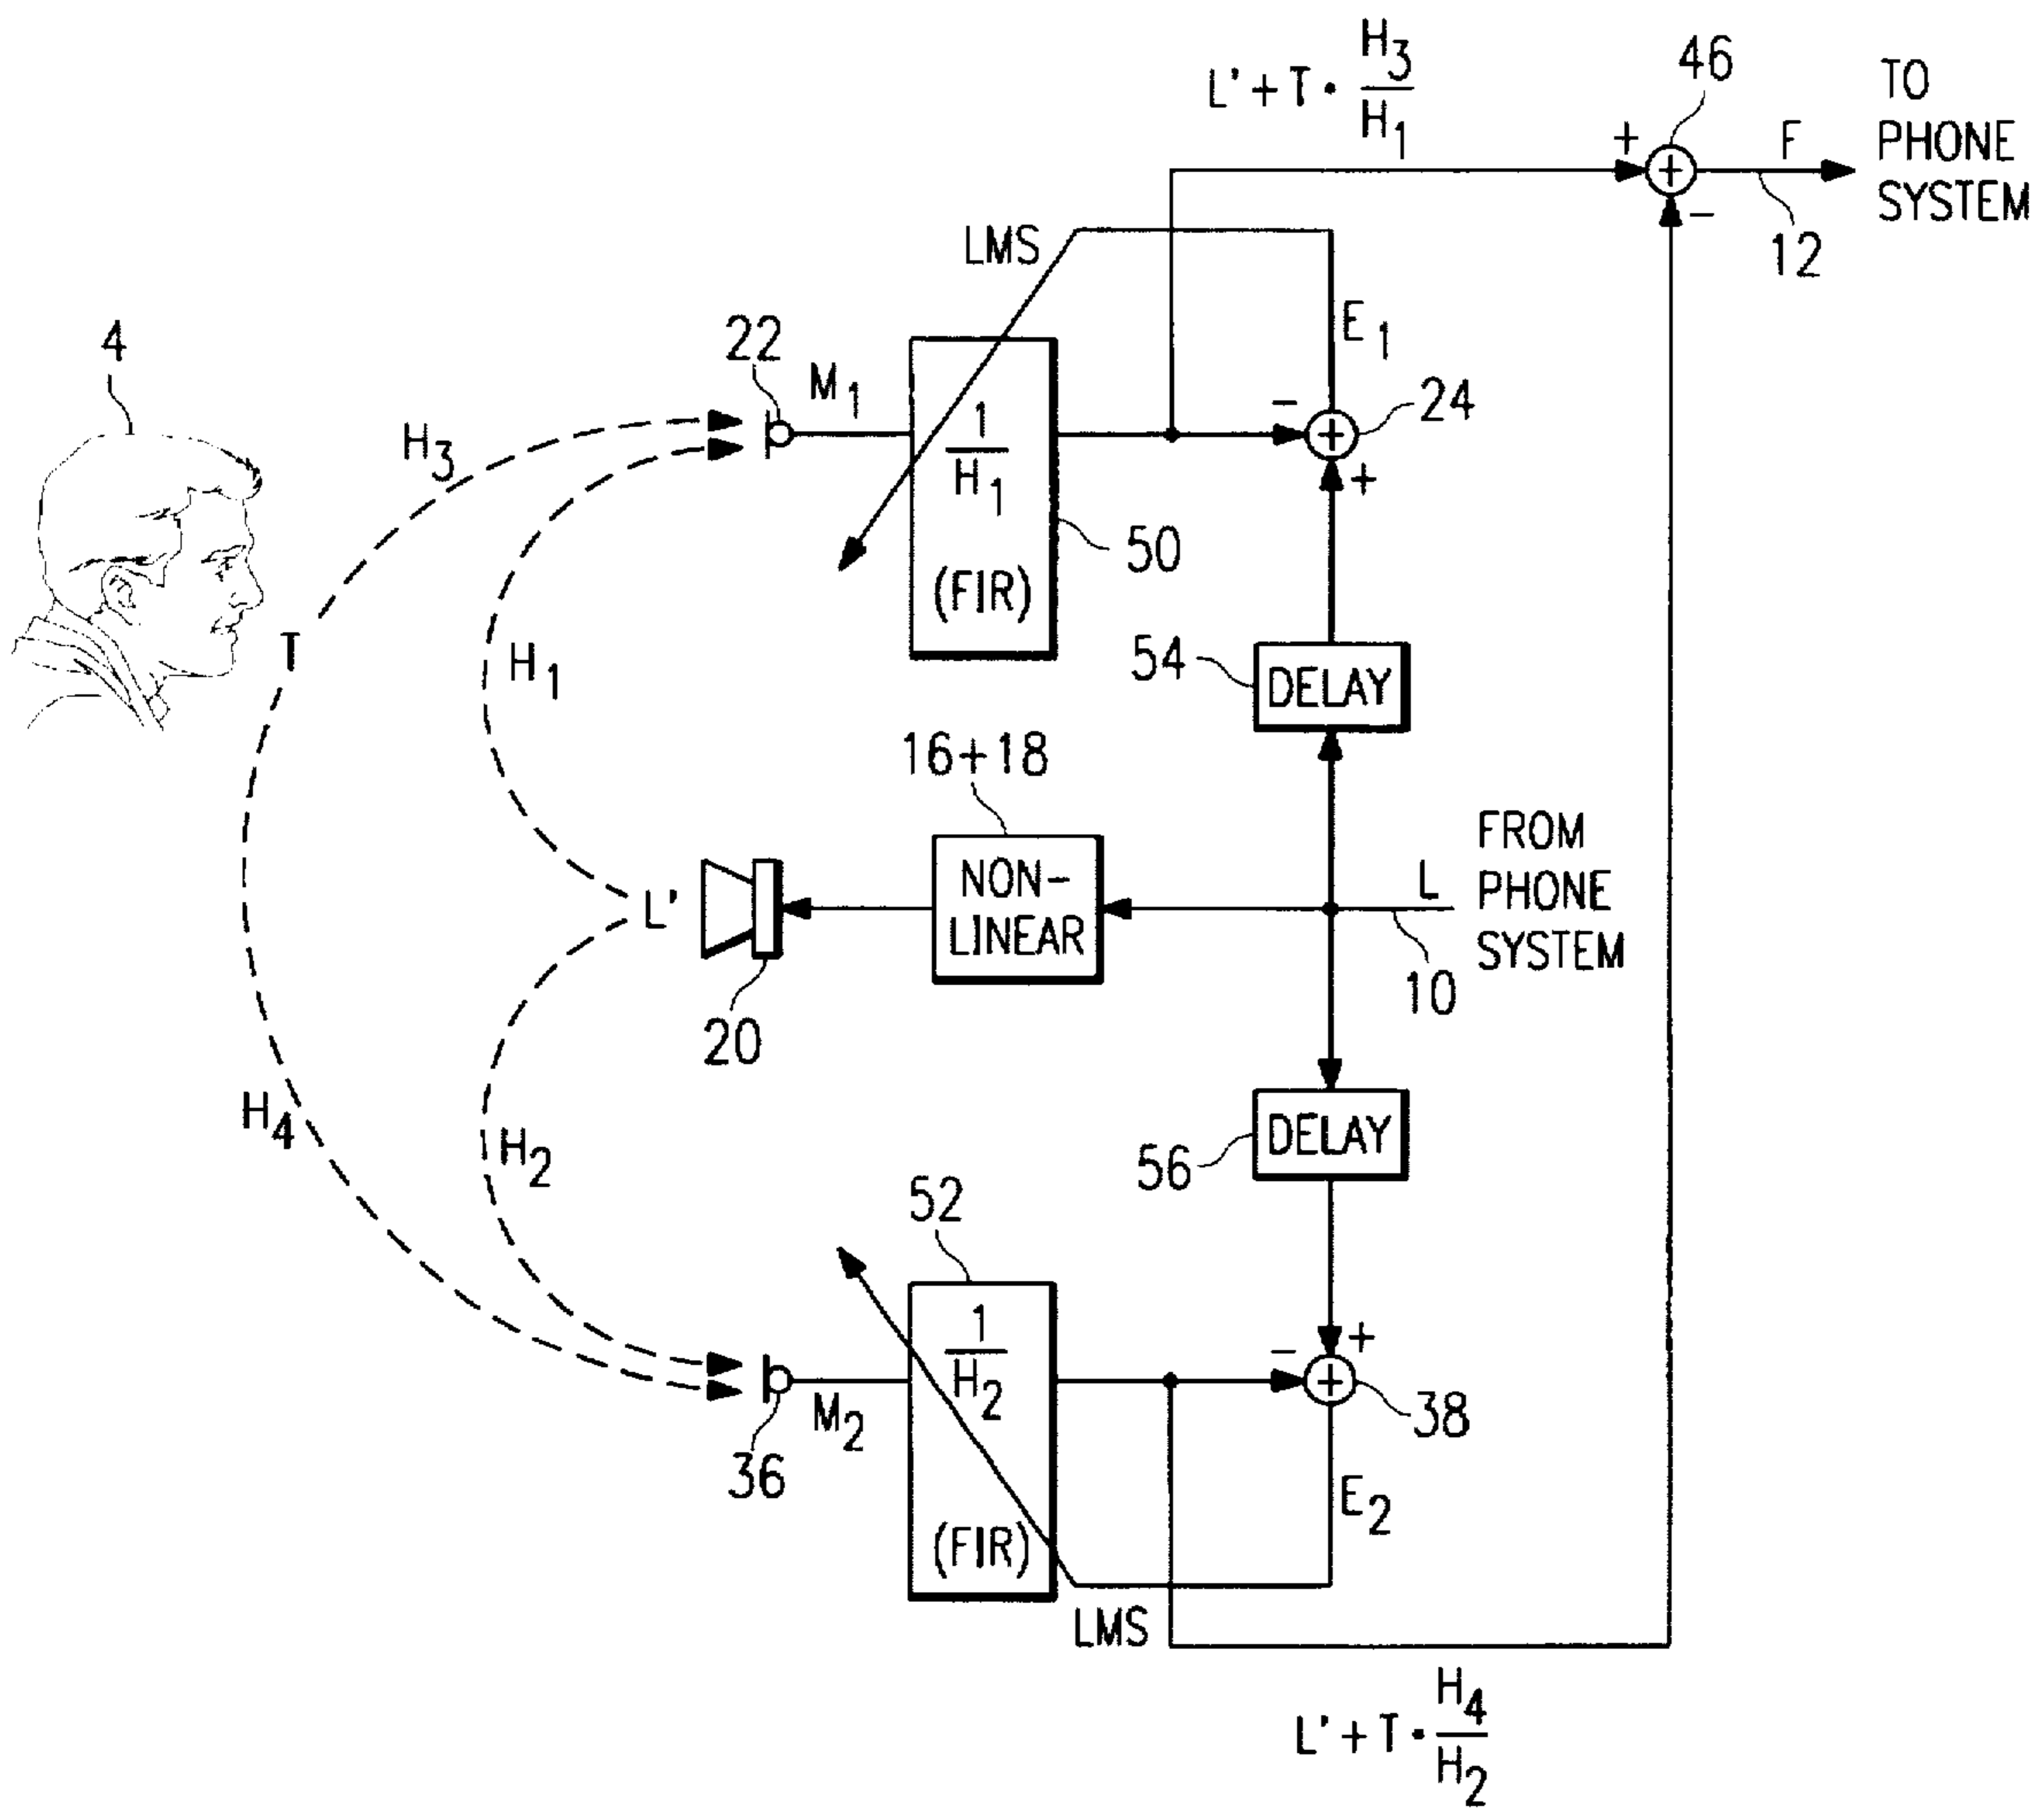 H3
L' + T • —
H1
46
TO
PHONE
SYSTEM
+
F
+
−
12
LMS
E1
4
22
M1
H3
1
—
H1
−
24
+
+
50
(FIR)
T
H1
54
DELAY
16+18
NON-
LINEAR
L'
20
L
FROM
PHONE
SYSTEM
10
H4
H2
DELAY
56
52
1
—
H2
−
+
+
38
M2
36
E2
(FIR)
LMS
H4
L' + T • —
H2